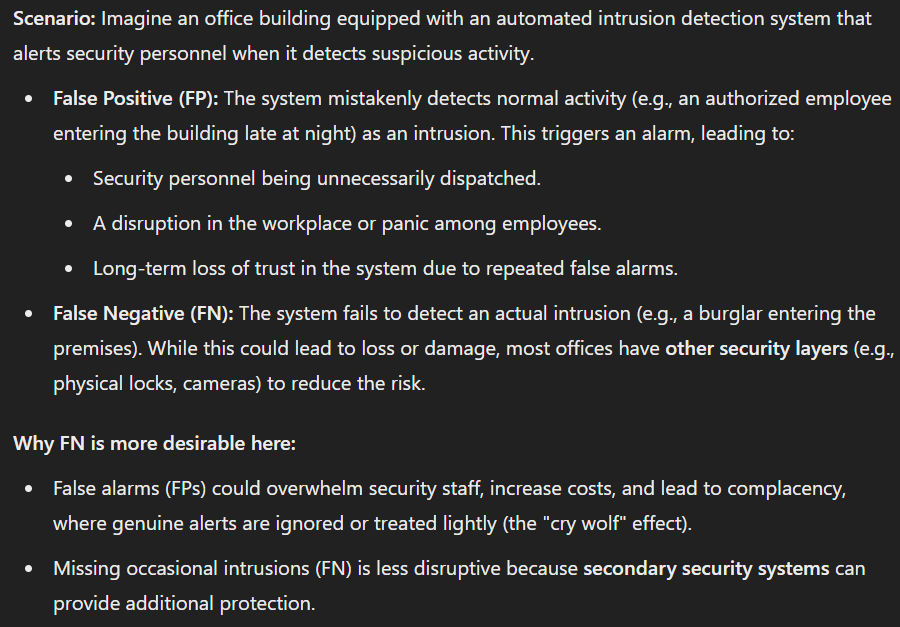 Scenario: Imagine an office building equipped with an automated intrusion detection system that
alerts security personnel when it detects suspicious activity.
• False Positive (FP): The system mistakenly detects normal activity (e.g., an authorized employee
entering the building late at night) as an intrusion. This triggers an alarm, leading to:
• Security personnel being unnecessarily dispatched.
• A disruption in the workplace or panic among employees.
• Long-term loss of trust in the system due to repeated false alarms.
• False Negative (FN): The system fails to detect an actual intrusion (e.g., a burglar entering the
premises). While this could lead to loss or damage, most offices have other security layers (e.g.,
physical locks, cameras) to reduce the risk.
Why FN is more desirable here:
• False alarms (FPs) could overwhelm security staff, increase costs, and lead to complacency,
where genuine alerts are ignored or treated lightly (the "cry wolf" effect).
• Missing occasional intrusions (FN) is less disruptive because secondary security systems can
provide additional protection.